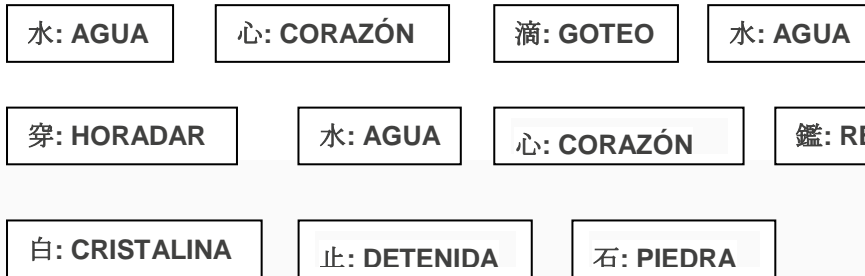 水: AGUA 心: CORAZÓN 滴: GOTEO 水: AGUA
穿: HORADAR 水: AGUA 心: CORAZÓN 鑑:
白: CRISTALINA 止: DETENIDA 石: PIEDRA